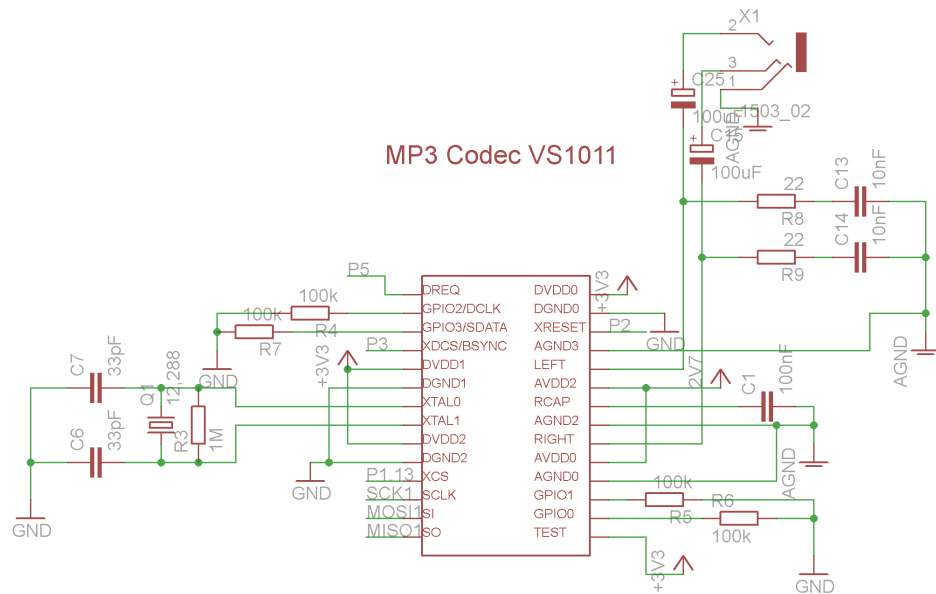 X1
2
3
1
C25
100uF
1503_02
AGND
C15
100uF
MP3 Codec VS1011
22
R8
C13
10nF
22
R9
C14
10nF
AGND
P5
100k
R4
100k
R7
GND
P3
+3V3
DREQ
GPIO2/DCLK
GPIO3/SDATA
XDCS/BSYNC
DVDD1
DGND1
XTAL0
XTAL1
DVDD2
DGND2
XCS
SCLK
SI
SO
DVDD0
DGND0
XRESET
AGND3
LEFT
AVDD2
RCAP
AGND2
RIGHT
AVDD0
AGND0
GPIO1
GPIO0
TEST
+3V3
P2
GND
2V7
C1
100nF
AGND
C7
33pF
C6
33pF
Q1
12,288
R3
1M
GND
GND
P1.13
SCK1
MOSI1
MISO1
100k
R5
R6
100k
+3V3
GND